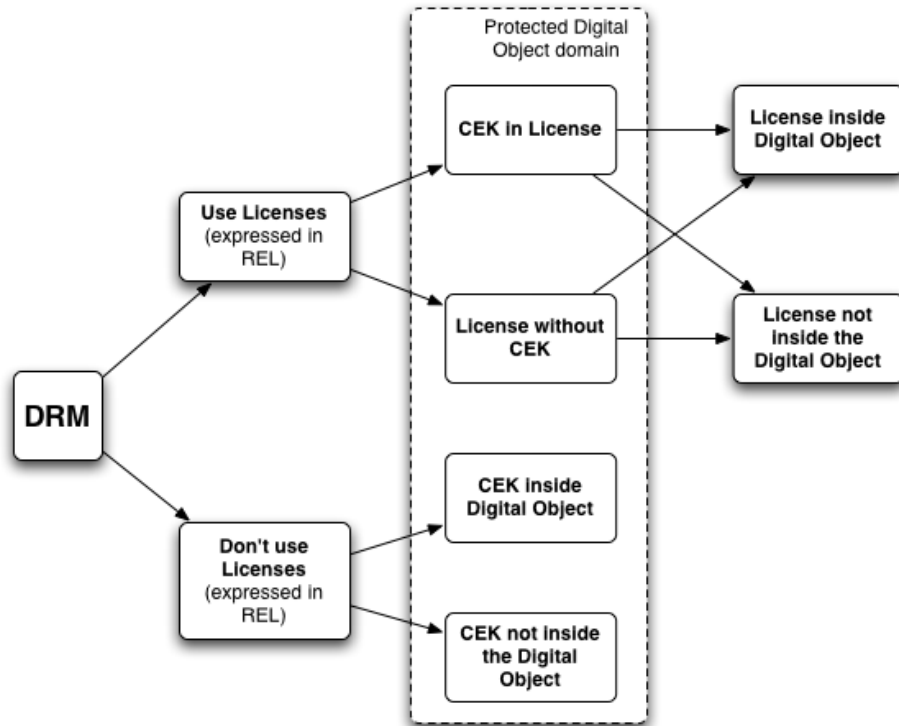 Protected Digital
Object domain
CEK in License
License inside
Digital Object
Use Licenses
(expressed in
REL)
License without
CEK
License not
inside the
Digital Object
DRM
CEK inside
Digital Object
Don't use
Licenses
(expressed in
REL)
CEK not inside
the Digital
Object